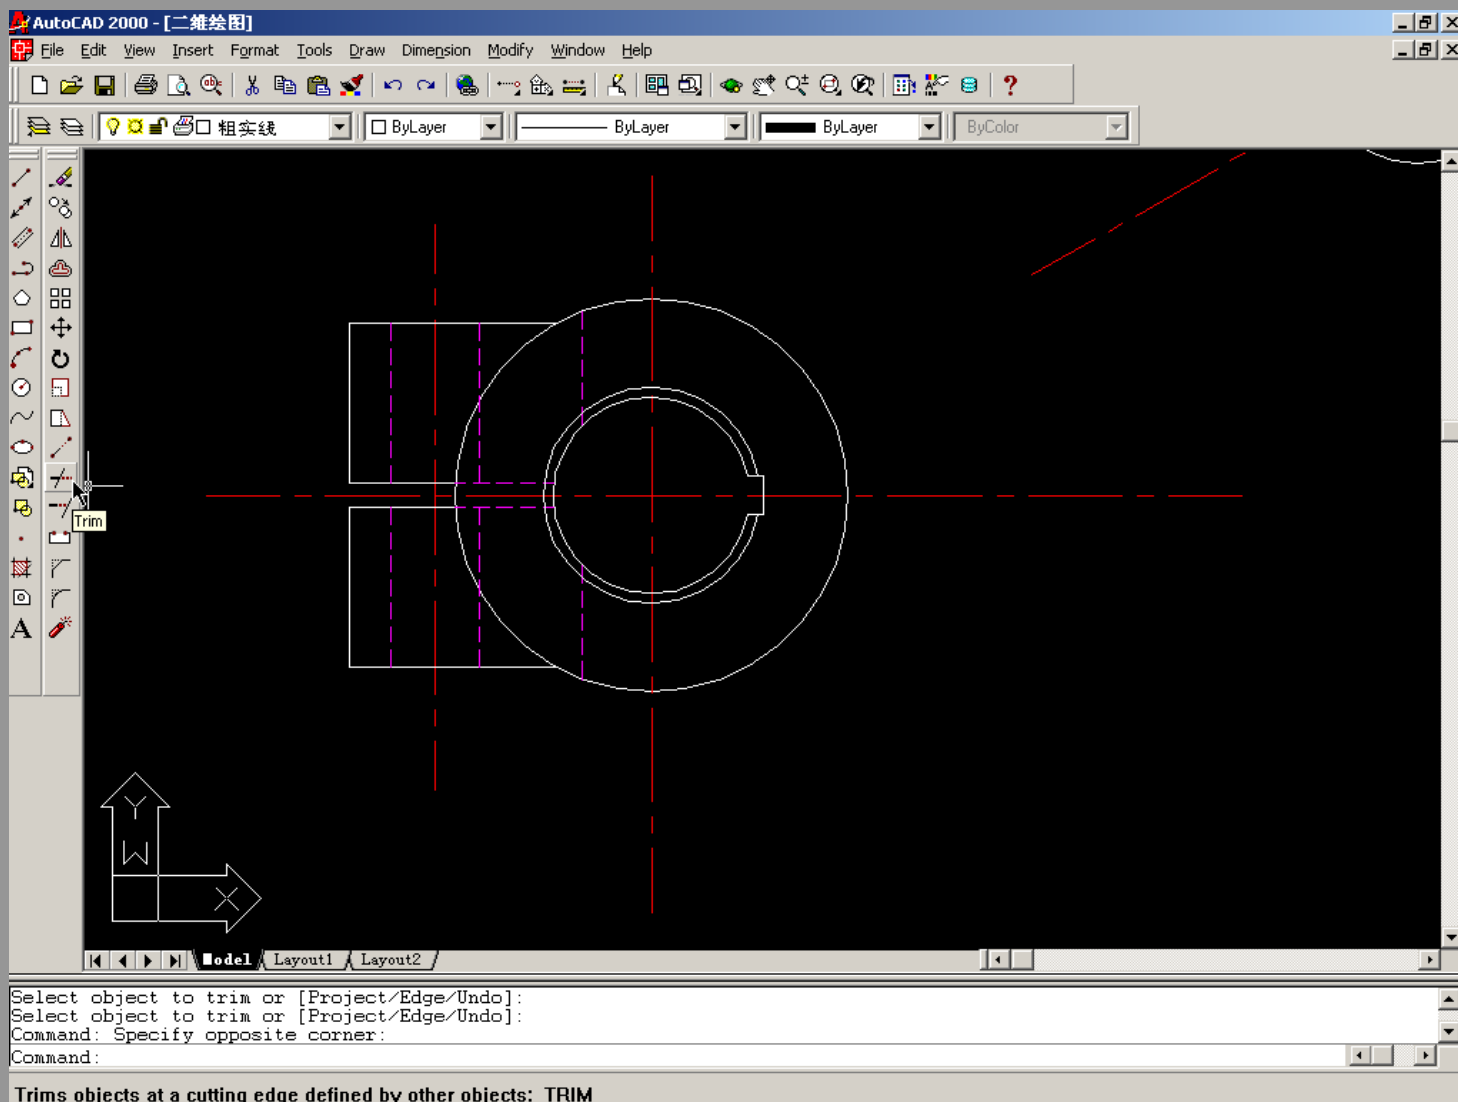 AutoCAD 2000 - [二维绘图]
File Edit View Insert Format Tools Draw Dimension Modify Window Help
粗实线 ByLayer ByLayer ByLayer ByColor
A
Trim
Y
W
X
Model Layout1 Layout2
Select object to trim or [Project/Edge/Undo]:
Select object to trim or [Project/Edge/Undo]:
Command: Specify opposite corner:
Command:
Trims objects at a cutting edge defined by other objects: TRIM